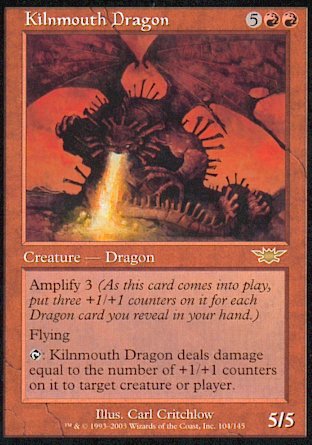 Kilnmouth Dragon 5
Creature — Dragon
Amplify 3 (As this card comes into play,
put three +1/+1 counters on it for each
Dragon card you reveal in your hand.)
Flying
: Kilnmouth Dragon deals damage
equal to the number of +1/+1 counters
on it to target creature or player.
Illus. Carl Critchlow
5/5
™ & © 1993–2003 Wizards of the Coast 104/145